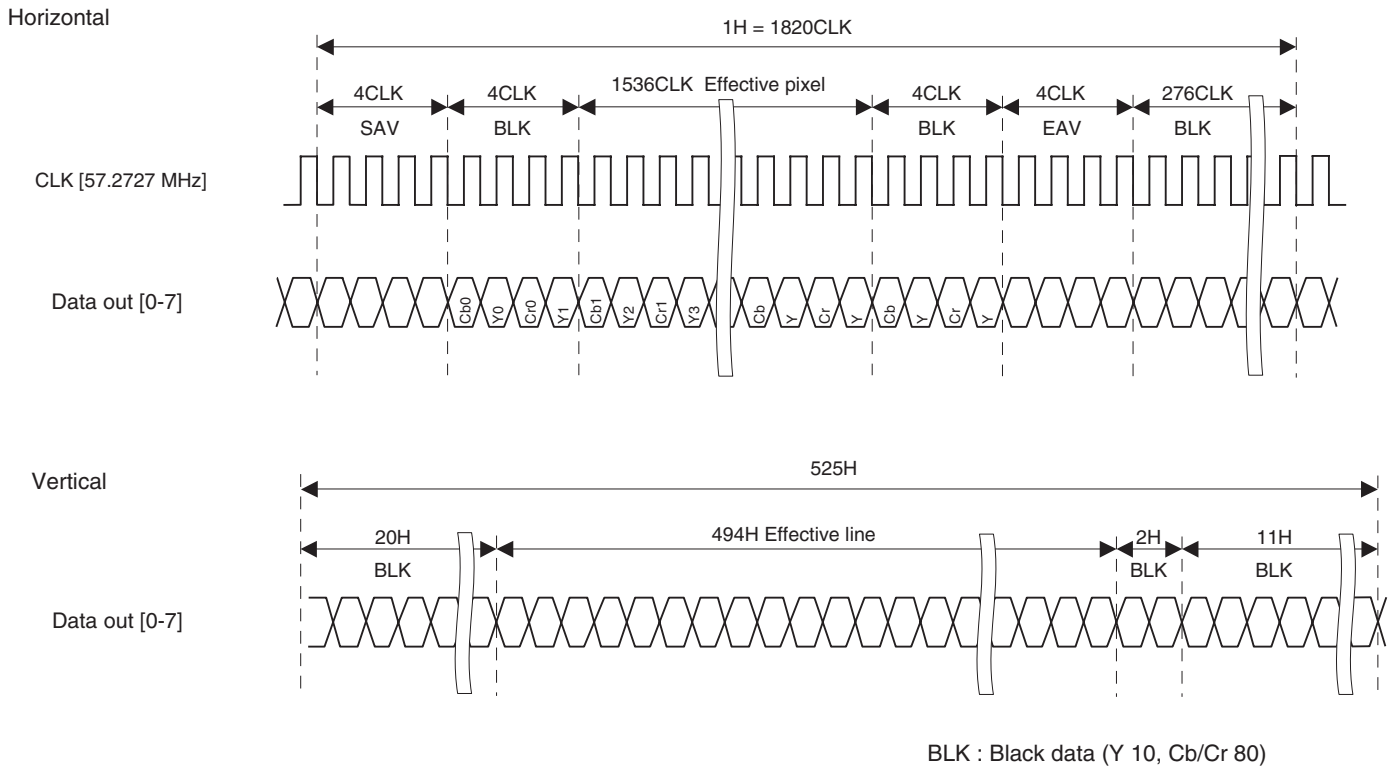 Horizontal
1H = 1820CLK
4CLK 4CLK 1536CLK Effective pixel 4CLK 4CLK 276CLK
SAV BLK BLK EAV BLK
CLK [57.2727 MHz]
Data out [0-7]
Cb0 Y0 Cr0 Y1 Cb1 Y2 Cr1 Y3 Cb Y Cr Y Cb Y Cr Y
Vertical
525H
20H 494H Effective line 2H 11H
BLK BLK BLK
Data out [0-7]
BLK : Black data (Y 10, Cb/Cr 80)